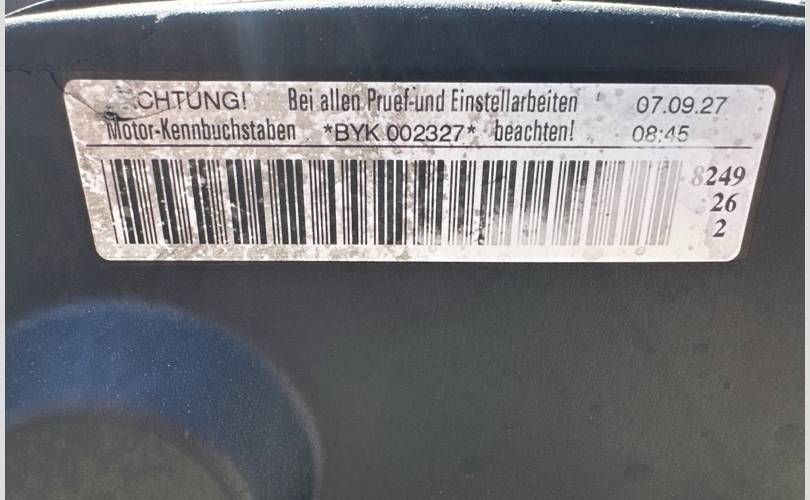 CHTUNG! Bei allen Pruef-und Einstellarbeiten 07.09.27
Motor-Kennbuchstaben *BYK 002327* beachten! 08:45
8249
26
2